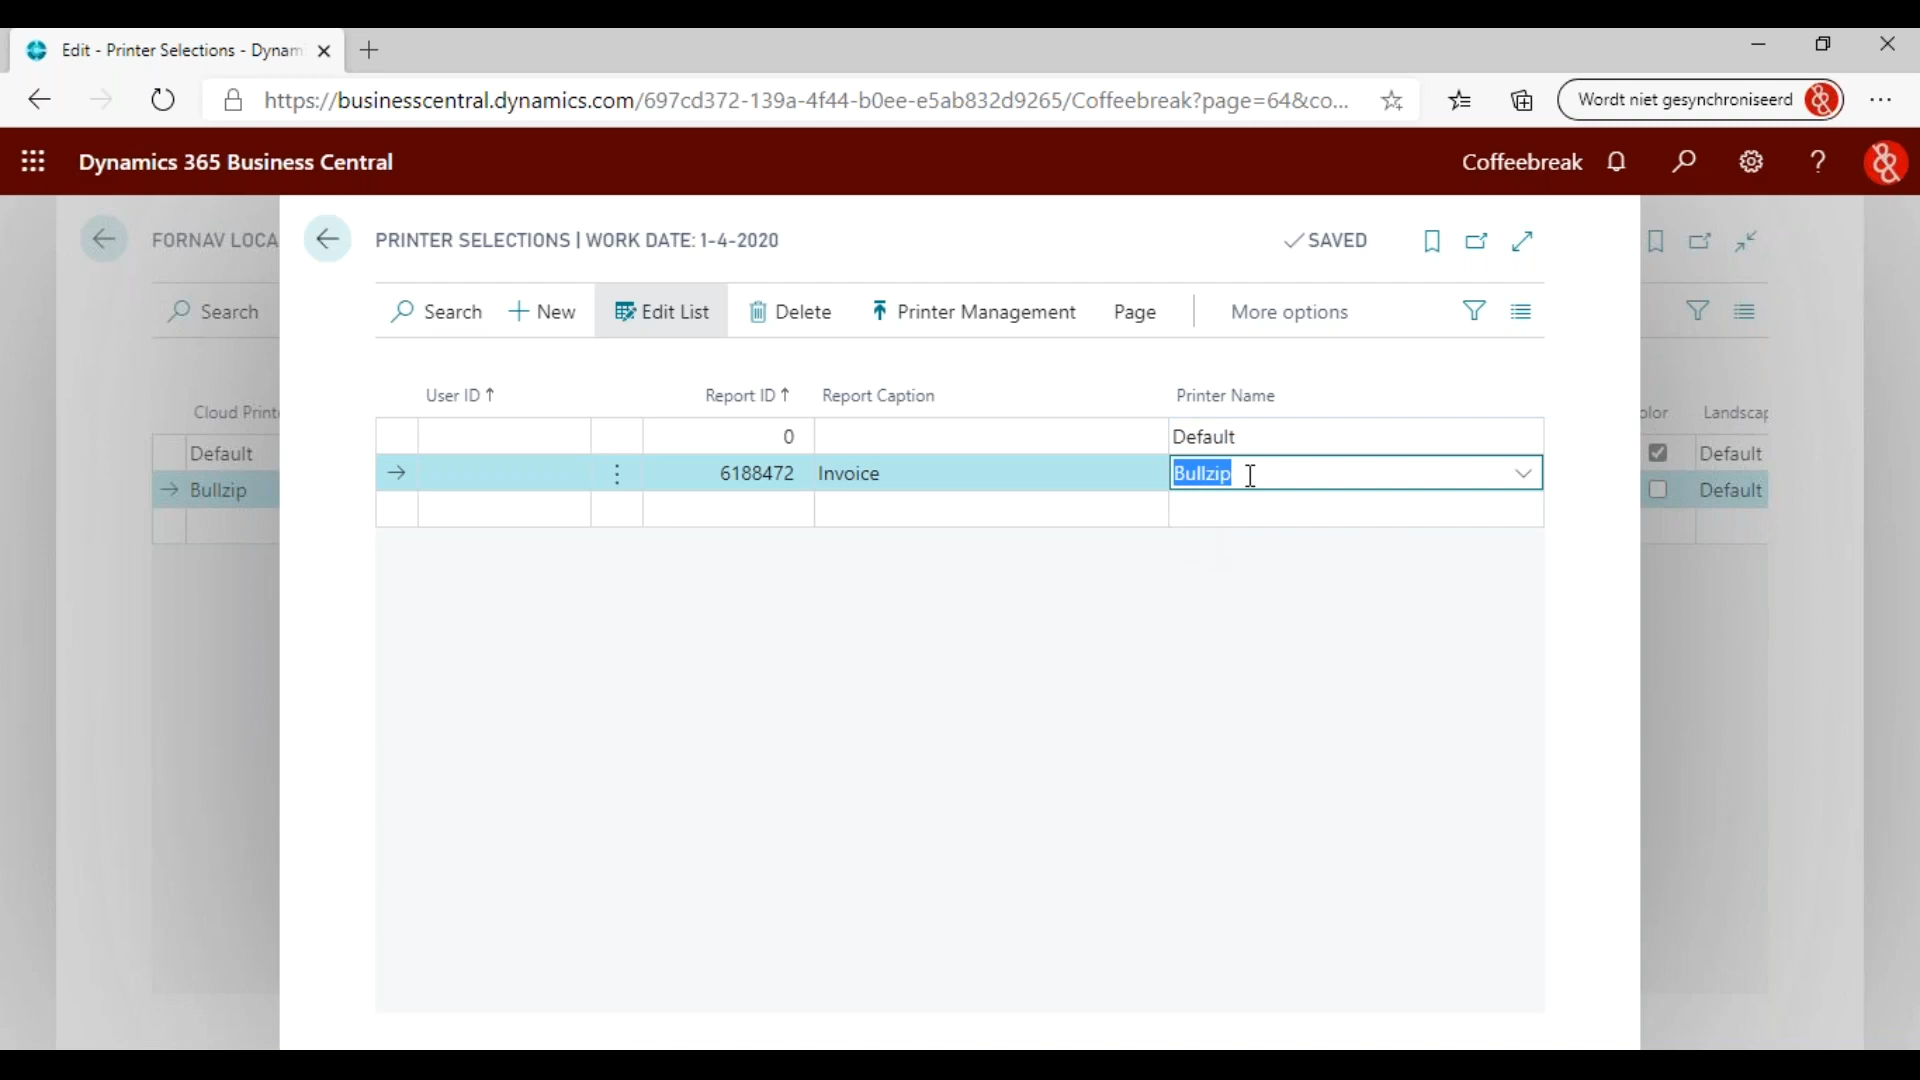 Edit - Printer Selections - Dynam
https://businesscentral.dynamics.com/697cd372-139a-4f44-b0ee-e5ab832d9265/Coffeebreak?page=64&co...
Wordt niet gesynchroniseerd
Dynamics 365 Business Central
Coffeebreak
FORNAV LOCA
PRINTER SELECTIONS | WORK DATE: 1-4-2020
SAVED
Search
Search
New
Edit List
Delete
Printer Management
Page
More options
Cloud Print
User ID
Report ID
Report Caption
Printer Name
olor
Landscap
Default
0
Default
Default
Bullzip
6188472
Invoice
Bullzip
Default